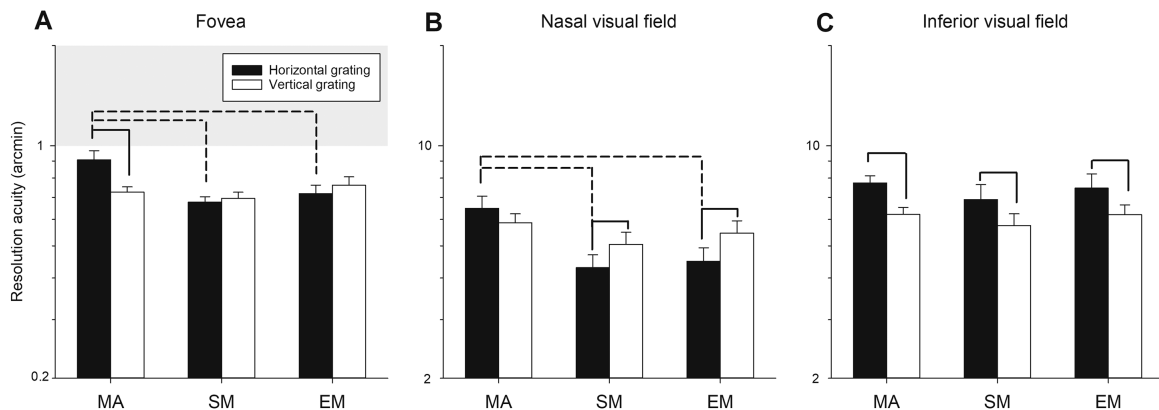 A Fovea
B Nasal visual field
C Inferior visual field
Horizontal grating
Vertical grating
Resolution acuity (arcmin)
1
0.2
10
2
10
2
MA SM EM
MA SM EM
MA SM EM